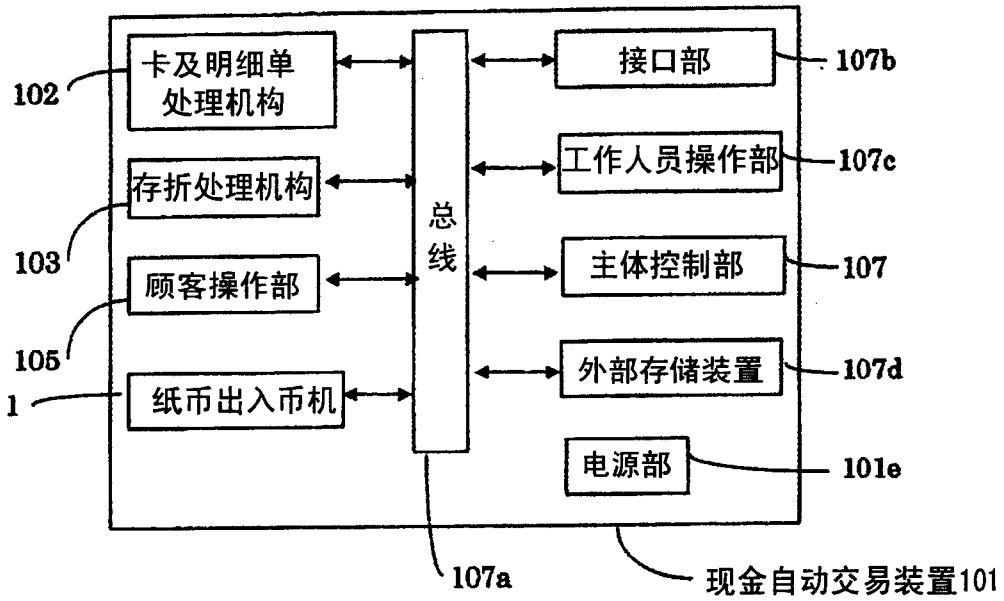 卡及明细单
处理机构
102
存折处理机构
103
顾客操作部
105
纸币出入币机
1
总
线
107a
接口部
107b
工作人员操作部
107c
主体控制部
107
外部存储装置
107d
电源部
101e
现金自动交易装置101